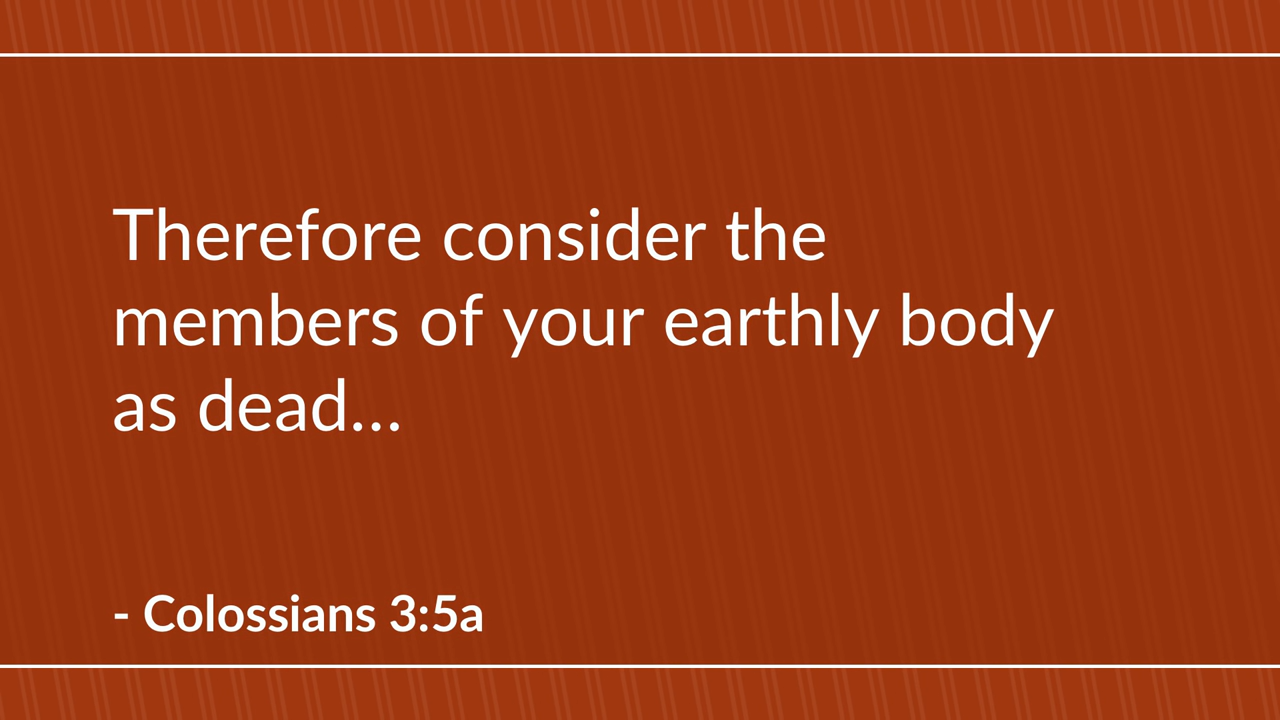 Therefore consider the
members of your earthly body
as dead...
- Colossians 3:5a